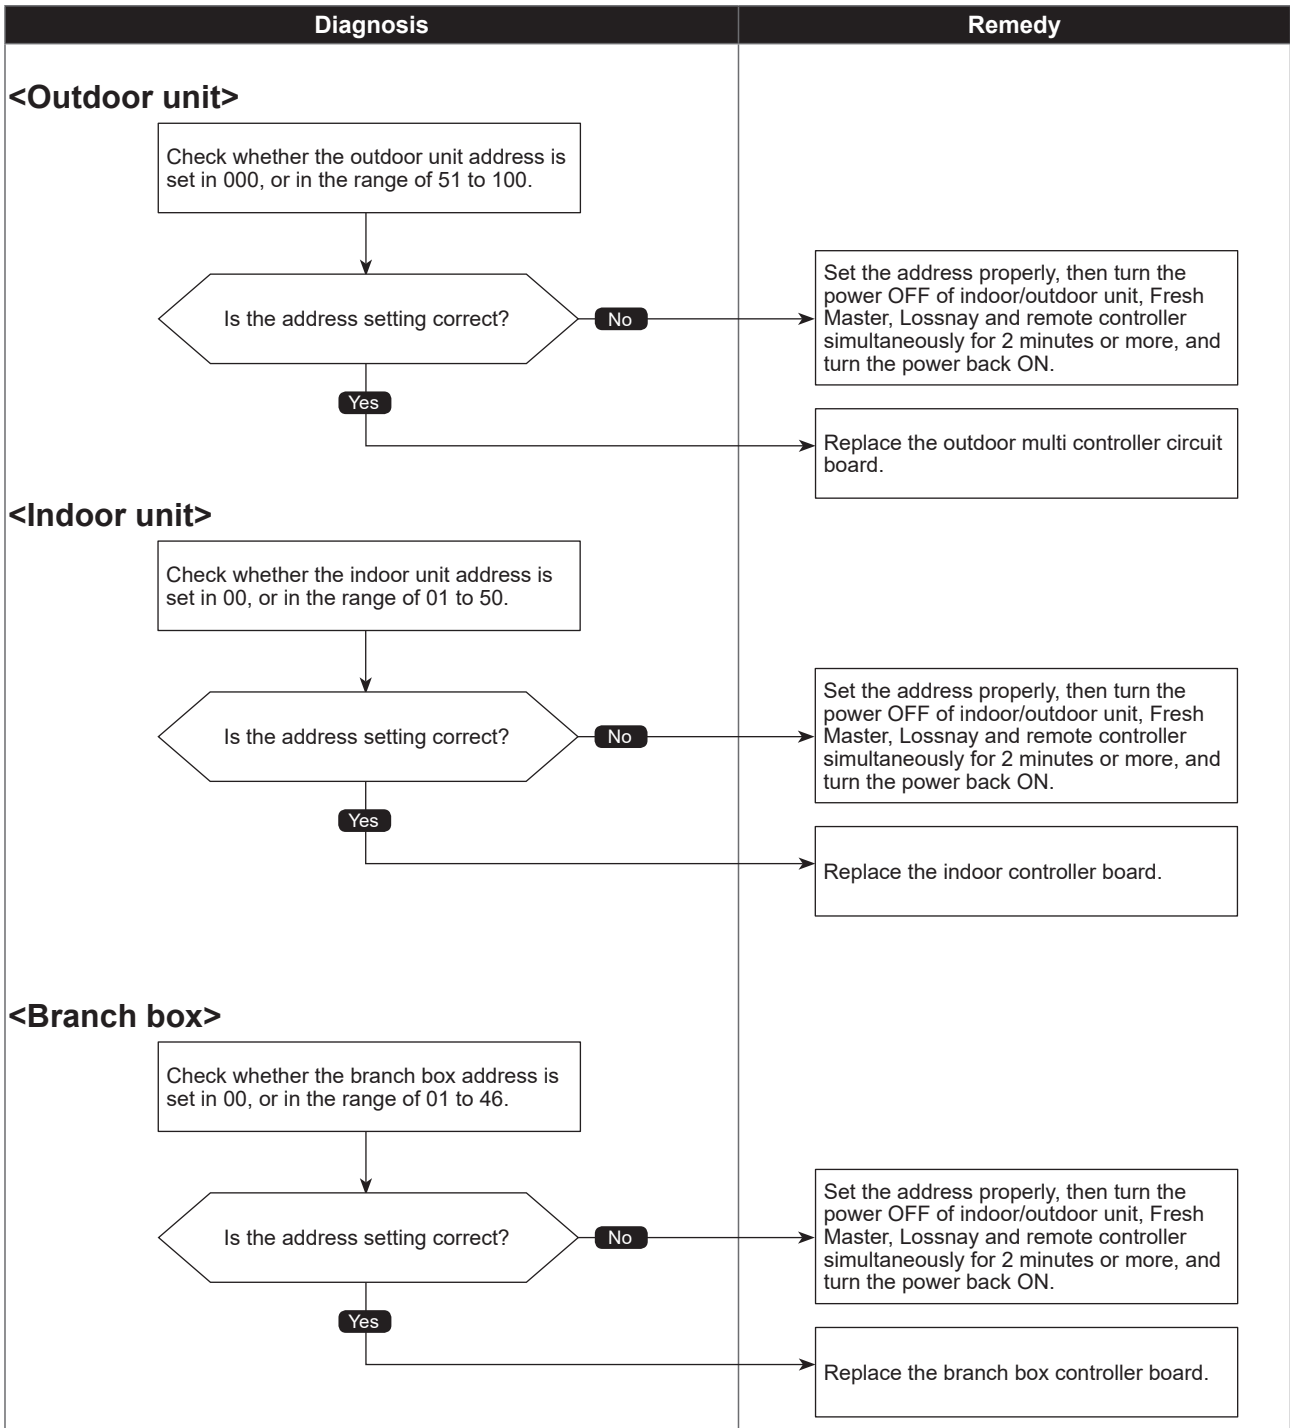 Diagnosis
Remedy
<Outdoor unit>
Check whether the outdoor unit address is
set in 000, or in the range of 51 to 100.
Is the address setting correct?
No
Set the address properly, then turn the
power OFF of indoor/outdoor unit, Fresh
Master, Lossnay and remote controller
simultaneously for 2 minutes or more, and
turn the power back ON.
Yes
Replace the outdoor multi controller circuit
board.
<Indoor unit>
Check whether the indoor unit address is
set in 00, or in the range of 01 to 50.
Is the address setting correct?
No
Set the address properly, then turn the
power OFF of indoor/outdoor unit, Fresh
Master, Lossnay and remote controller
simultaneously for 2 minutes or more, and
turn the power back ON.
Yes
Replace the indoor controller board.
<Branch box>
Check whether the branch box address is
set in 00, or in the range of 01 to 46.
Is the address setting correct?
No
Set the address properly, then turn the
power OFF of indoor/outdoor unit, Fresh
Master, Lossnay and remote controller
simultaneously for 2 minutes or more, and
turn the power back ON.
Yes
Replace the branch box controller board.